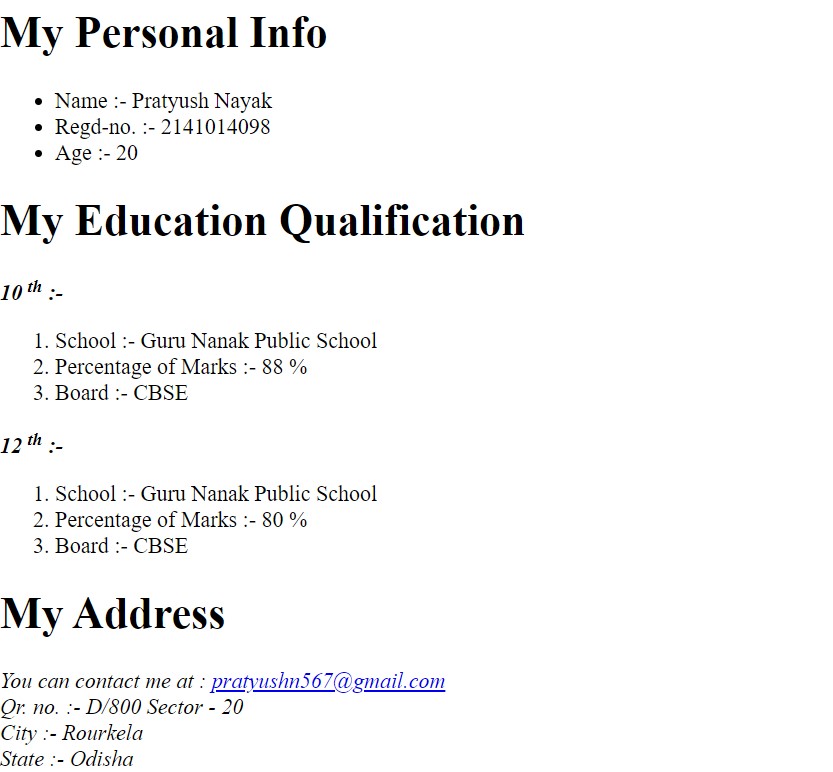 My Personal Info
• Name :- Pratyush Nayak
• Regd-no. :- 2141014098
• Age :- 20
My Education Qualification
10 th :-
1. School :- Guru Nanak Public School
2. Percentage of Marks :- 88 %
3. Board :- CBSE
12 th :-
1. School :- Guru Nanak Public School
2. Percentage of Marks :- 80 %
3. Board :- CBSE
My Address
You can contact me at : pratyushn567@gmail.com
Qr. no. :- D/800 Sector - 20
City :- Rourkela
State :- Odisha